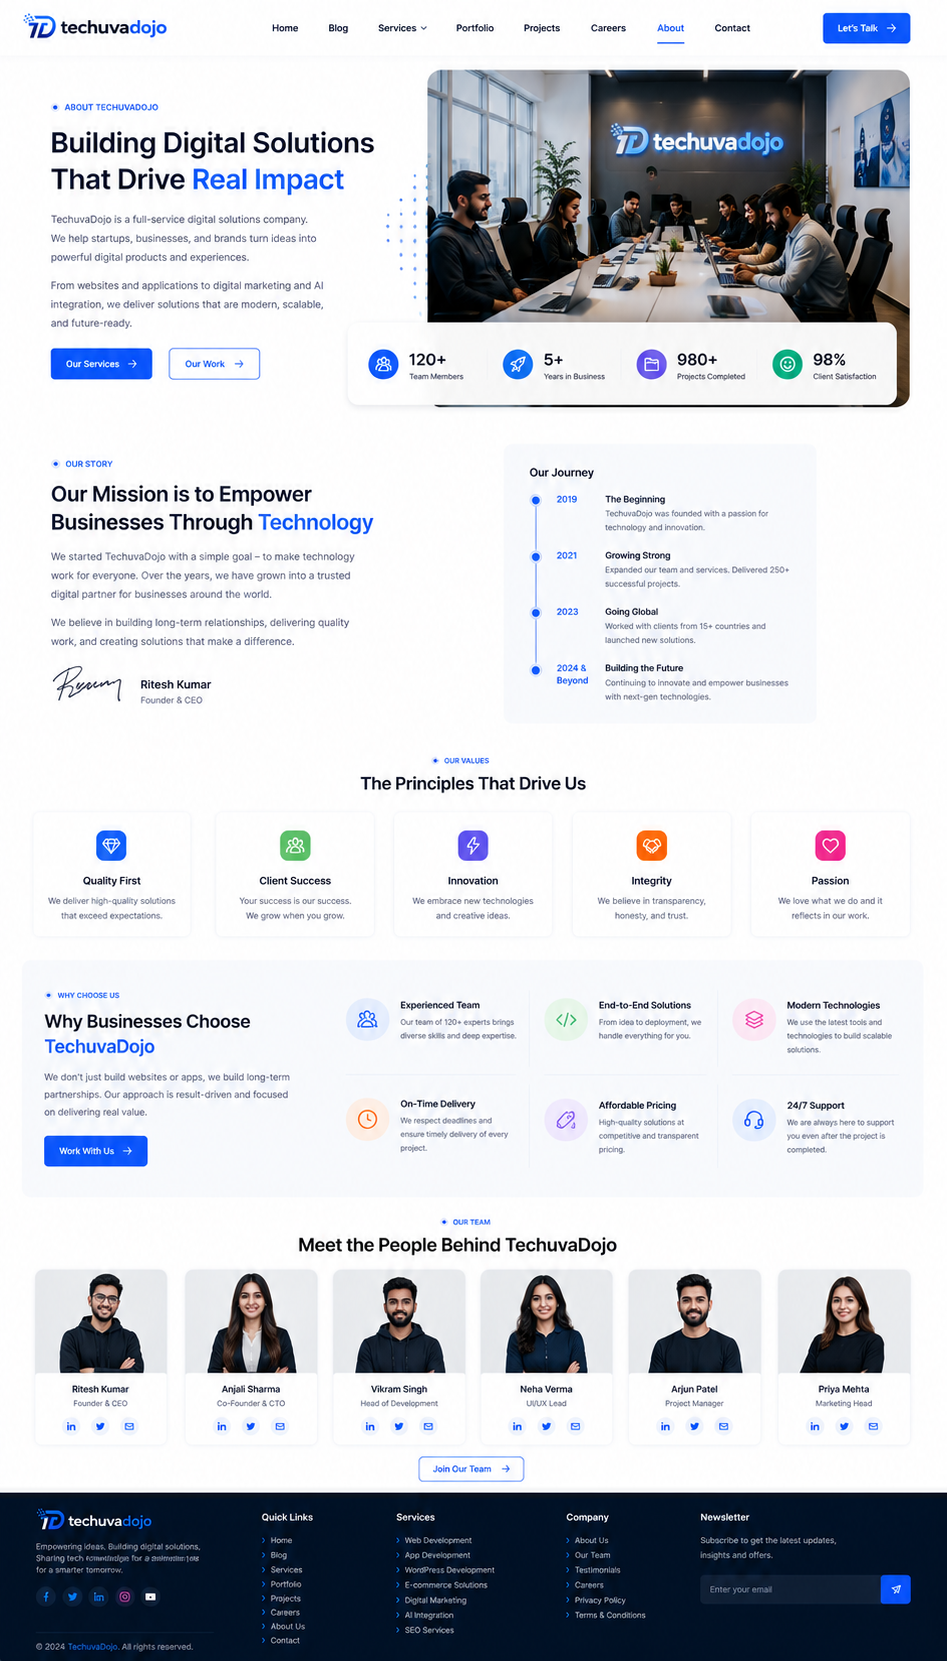 techuvadojo
Home
Blog
Services
Portfolio
Projects
Careers
About
Contact
Let's Talk
ABOUT TECHUVADOJO
Building Digital Solutions
That Drive Real Impact
TechuvaDojo is a full-service digital solutions company.
We help startups, businesses, and brands turn ideas into
powerful digital products and experiences.
From websites and applications to digital marketing and AI
integration, we deliver solutions that are modern, scalable,
and future-ready.
Our Services
Our Work
techuvadojo
120+
Team Members
5+
Years in Business
980+
Projects Completed
98%
Client Satisfaction
OUR STORY
Our Mission is to Empower
Businesses Through Technology
We started TechuvaDojo with a simple goal – to make technology
work for everyone. Over the years, we have grown into a trusted
digital partner for businesses around the world.
We believe in building long-term relationships, delivering quality
work, and creating solutions that make a difference.
Ritesh Kumar
Founder & CEO
Our Journey
2019
The Beginning
TechuvaDojo was founded with a passion for
technology and innovation.
2021
Growing Strong
Expanded our team and services. Delivered 250+
successful projects.
2023
Going Global
Worked with clients from 15+ countries and
launched new solutions.
2024 &
Beyond
Building the Future
Continuing to innovate and empower businesses
with next-gen technologies.
OUR VALUES
The Principles That Drive Us
Quality First
We deliver high-quality solutions
that exceed expectations.
Client Success
Your success is our success.
We grow when you grow.
Innovation
We embrace new technologies
and creative ideas.
Integrity
We believe in transparency,
honesty, and trust.
Passion
We love what we do and it
reflects in our work.
WHY CHOOSE US
Why Businesses Choose
TechuvaDojo
We don't just build websites or apps, we build long-term
partnerships. Our approach is result-driven and focused
on delivering real value.
Work With Us
Experienced Team
Our team of 120+ experts brings
diverse skills and deep expertise.
End-to-End Solutions
From idea to deployment, we
handle everything for you.
Modern Technologies
We use the latest tools and
technologies to build scalable
solutions.
On-Time Delivery
We respect deadlines and
ensure timely delivery of every
project.
Affordable Pricing
High-quality solutions at
competitive and transparent
pricing.
24/7 Support
We are always here to support
you even after the project is
completed.
OUR TEAM
Meet the People Behind TechuvaDojo
Ritesh Kumar
Founder & CEO
Anjali Sharma
Co-Founder & CTO
Vikram Singh
Head of Development
Neha Verma
UI/UX Lead
Arjun Patel
Project Manager
Priya Mehta
Marketing Head
Join Our Team
techuvadojo
Empowering ideas. Building digital solutions,
Sharing tech for a
for a smarter tomorrow.
© 2024 TechuvaDojo. All rights reserved.
Quick Links
Home
Blog
Services
Portfolio
Projects
Careers
About Us
Contact
Services
Web Development
App Development
WordPress Development
E-commerce Solutions
Digital Marketing
AI Integration
SEO Services
Company
About Us
Our Team
Testimonials
Careers
Privacy Policy
Terms & Conditions
Newsletter
Subscribe to get the latest updates,
insights and offers.
Enter your email